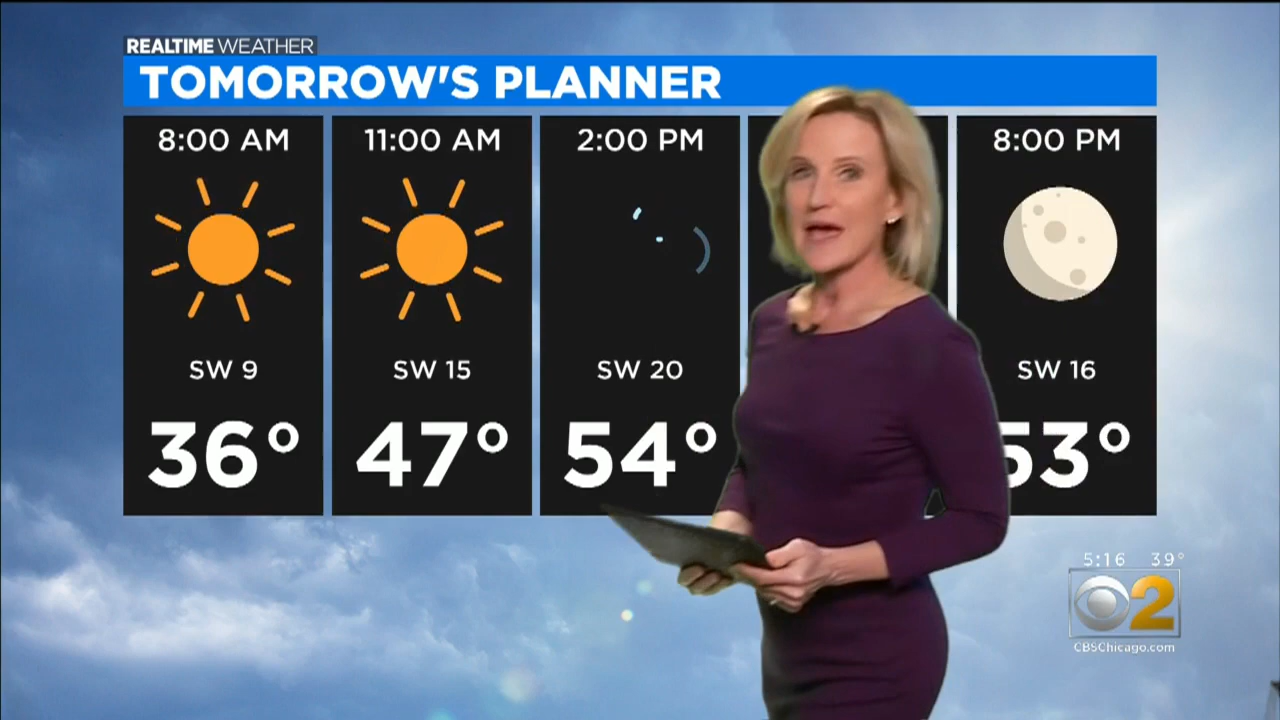 REALTIME WEATHER
TOMORROW'S PLANNER
8:00 AM
11:00 AM
2:00 PM
8:00 PM
SW 9
SW 15
SW 20
SW 16
36°
47°
54°
53°
5:16 39°
2
CBSChicago.com